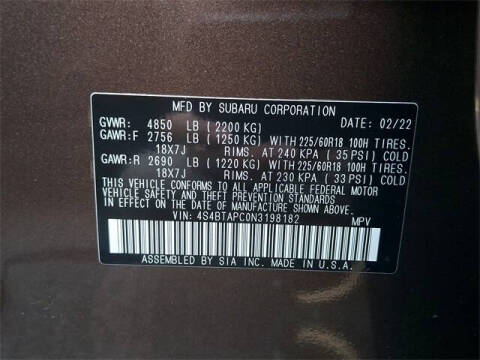 MFD BY SUBARU CORPORATION DATE: 02/22
GVWR: 4850 LB (2200 KG)
GAWR:F 2756 LB (1250 KG) WITH 225/60R18 100H TIRES.
18X7J RIMS. AT 240 KPA (35 PSI) COLD
GAWR:R 2690 LB (1220 KG) WITH 225/60R18 100H TIRES.
18X7J RIMS. AT 230 KPA (33 PSI) COLD
THIS VEHICLE CONFORMS TO ALL APPLICABLE FEDERAL MOTOR
VEHICLE SAFETY AND THEFT PREVENTION STANDARDS IN
EFFECT ON THE DATE OF MANUFACTURE SHOWN ABOVE.
VIN: 4S4BTAPC0N3198182 MPV
ASSEMBLED BY SIA INC. MADE IN U.S.A.